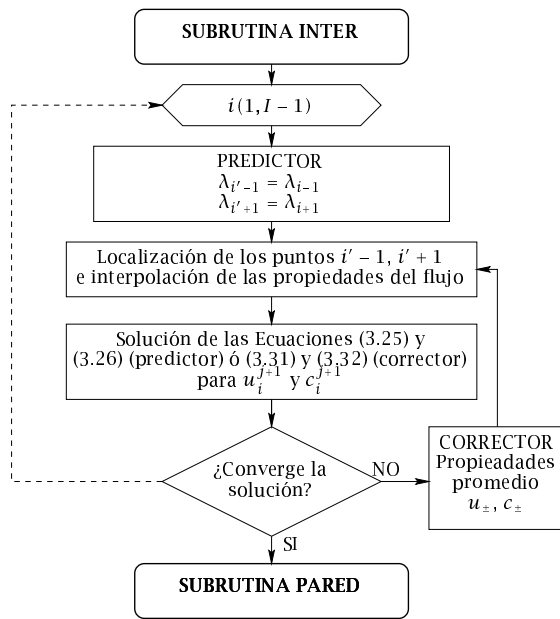 SUBRUTINA INTER
i(1, I − 1)
PREDICTOR
λ_{i′−1} = λ_{i−1}
λ_{i′+1} = λ_{i+1}
Localización de los puntos i′ − 1, i′ + 1
e interpolación de las propiedades del flujo
Solución de las Ecuaciones (3.25) y
(3.26) (predictor) ó (3.31) y (3.32) (corrector)
para u_i^{j+1} y c_i^{j+1}
¿Converge la
solución?
NO
CORRECTOR
Propieadades
promedio
u_±, c_±
SI
SUBRUTINA PARED